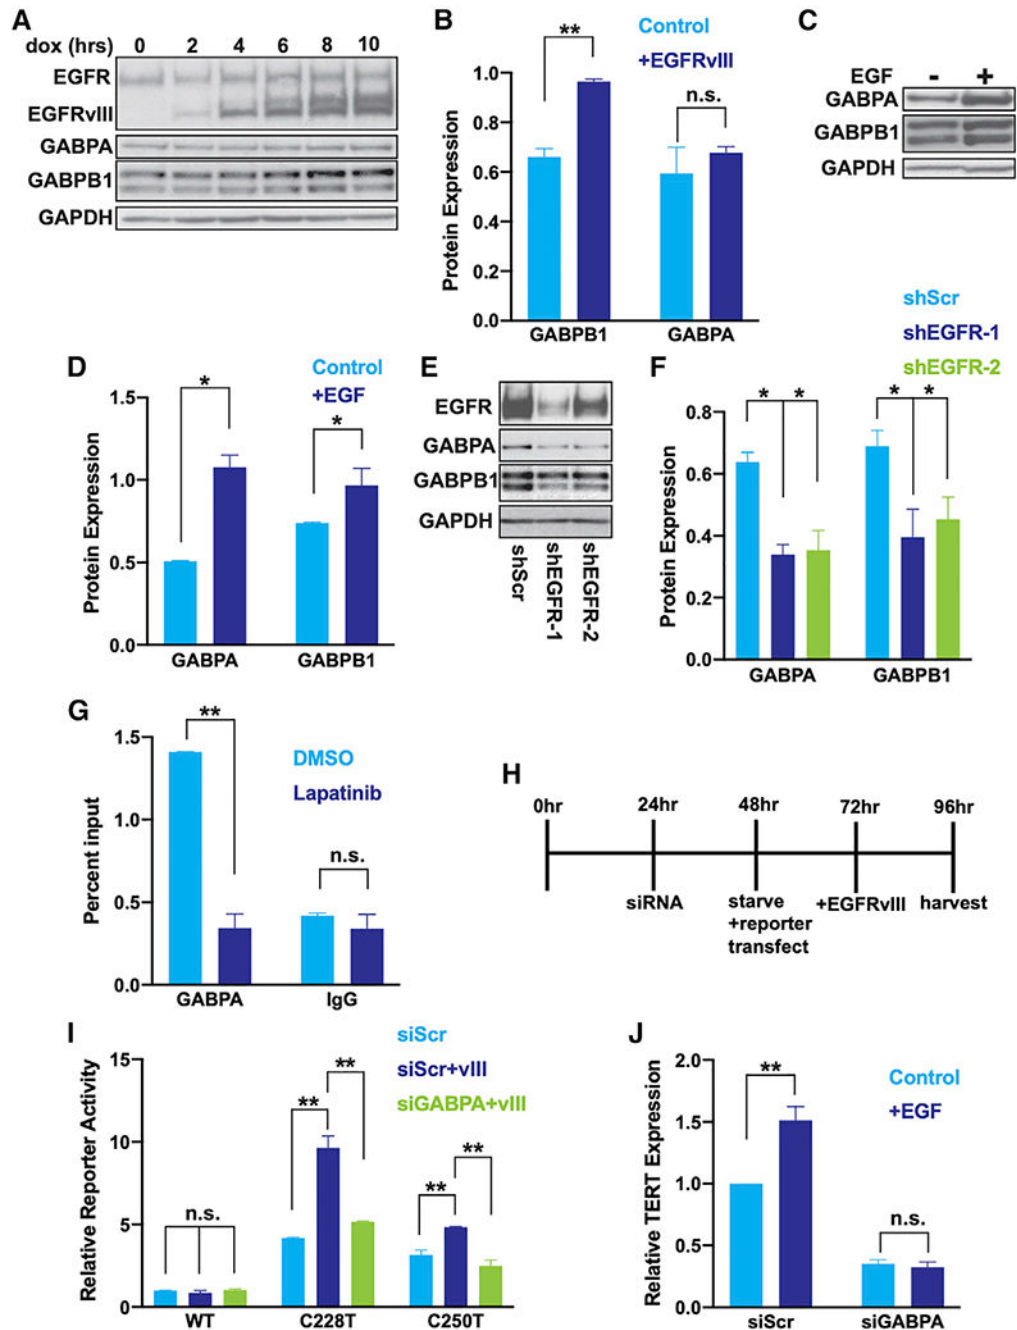 A
dox (hrs) 0 2 4 6 8 10
EGFR
EGFRvIII
GABPA
GABPB1
GAPDH
B
Control
+EGFRvIII
**
n.s.
Protein Expression
1.0
0.8
0.6
0.4
0.2
0.0
GABPB1 GABPA
C
EGF - +
GABPA
GABPB1
GAPDH
D
Control
+EGF
*
*
Protein Expression
1.5
1.0
0.5
0.0
GABPA GABPB1
E
EGFR
GABPA
GABPB1
GAPDH
shScr
shEGFR-1
shEGFR-2
F
shScr
shEGFR-1
shEGFR-2
* * * *
Protein Expression
0.8
0.6
0.4
0.2
0.0
GABPA GABPB1
G
**
DMSO
Lapatinib
n.s.
Percent input
1.5
1.0
0.5
0.0
GABPA IgG
H
0hr 24hr 48hr 72hr 96hr
siRNA
starve
+reporter
transfect
+EGFRvIII
harvest
I
siScr
siScr+vIII
siGABPA+vIII
n.s.
**
**
**
**
Relative Reporter Activity
15
10
5
0
WT C228T C250T
J
Control
+EGF
**
n.s.
Relative TERT Expression
2.0
1.5
1.0
0.5
0.0
siScr siGABPA